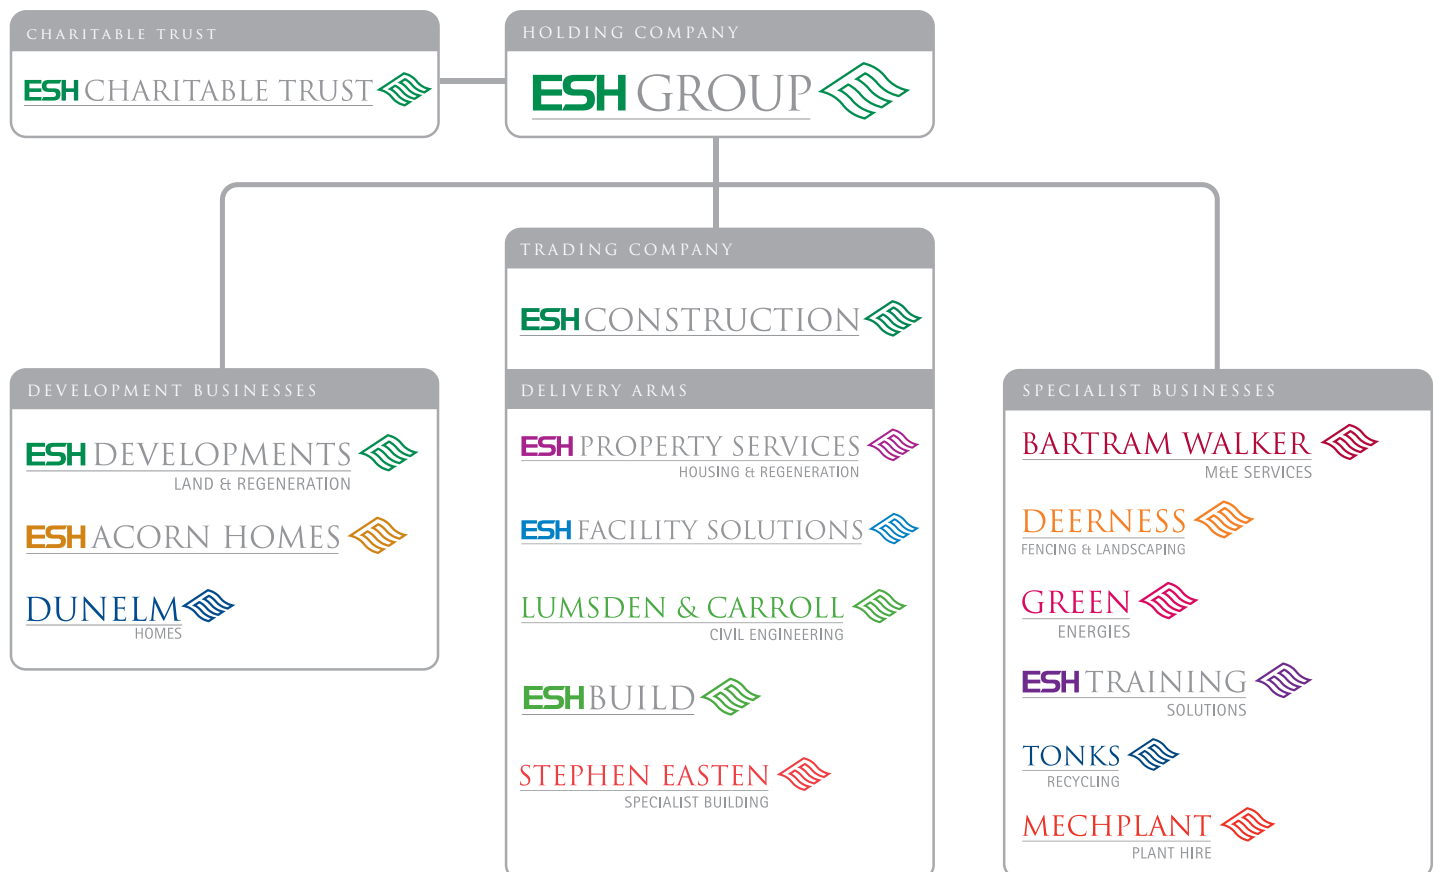 CHARITABLE TRUST
ESH CHARITABLE TRUST
HOLDING COMPANY
ESH GROUP
TRADING COMPANY
ESH CONSTRUCTION
DEVELOPMENT BUSINESSES
ESH DEVELOPMENTS
LAND & REGENERATION
ESH ACORN HOMES
DUNELM
HOMES
DELIVERY ARMS
ESH PROPERTY SERVICES
HOUSING & REGENERATION
ESH FACILITY SOLUTIONS
LUMSDEN & CARROLL
CIVIL ENGINEERING
ESH BUILD
STEPHEN EASTEN
SPECIALIST BUILDING
SPECIALIST BUSINESSES
BARTRAM WALKER
M&E SERVICES
DEERNESS
FENCING & LANDSCAPING
GREEN
ENERGIES
ESH TRAINING
SOLUTIONS
TONKS
RECYCLING
MECHPLANT
PLANT HIRE